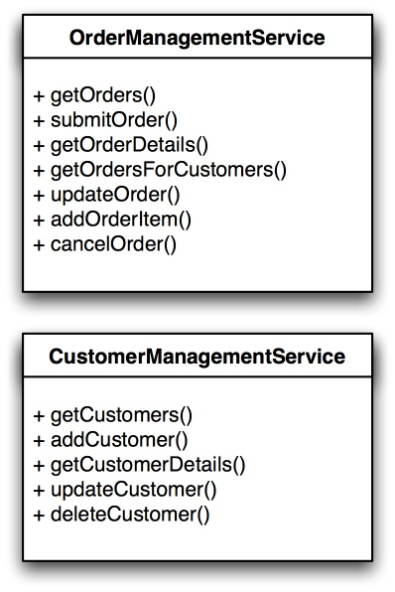 OrderManagementService
+ getOrders()
+ submitOrder()
+ getOrderDetails()
+ getOrdersForCustomers()
+ updateOrder()
+ addOrderItem()
+ cancelOrder()
CustomerManagementService
+ getCustomers()
+ addCustomer()
+ getCustomerDetails()
+ updateCustomer()
+ deleteCustomer()